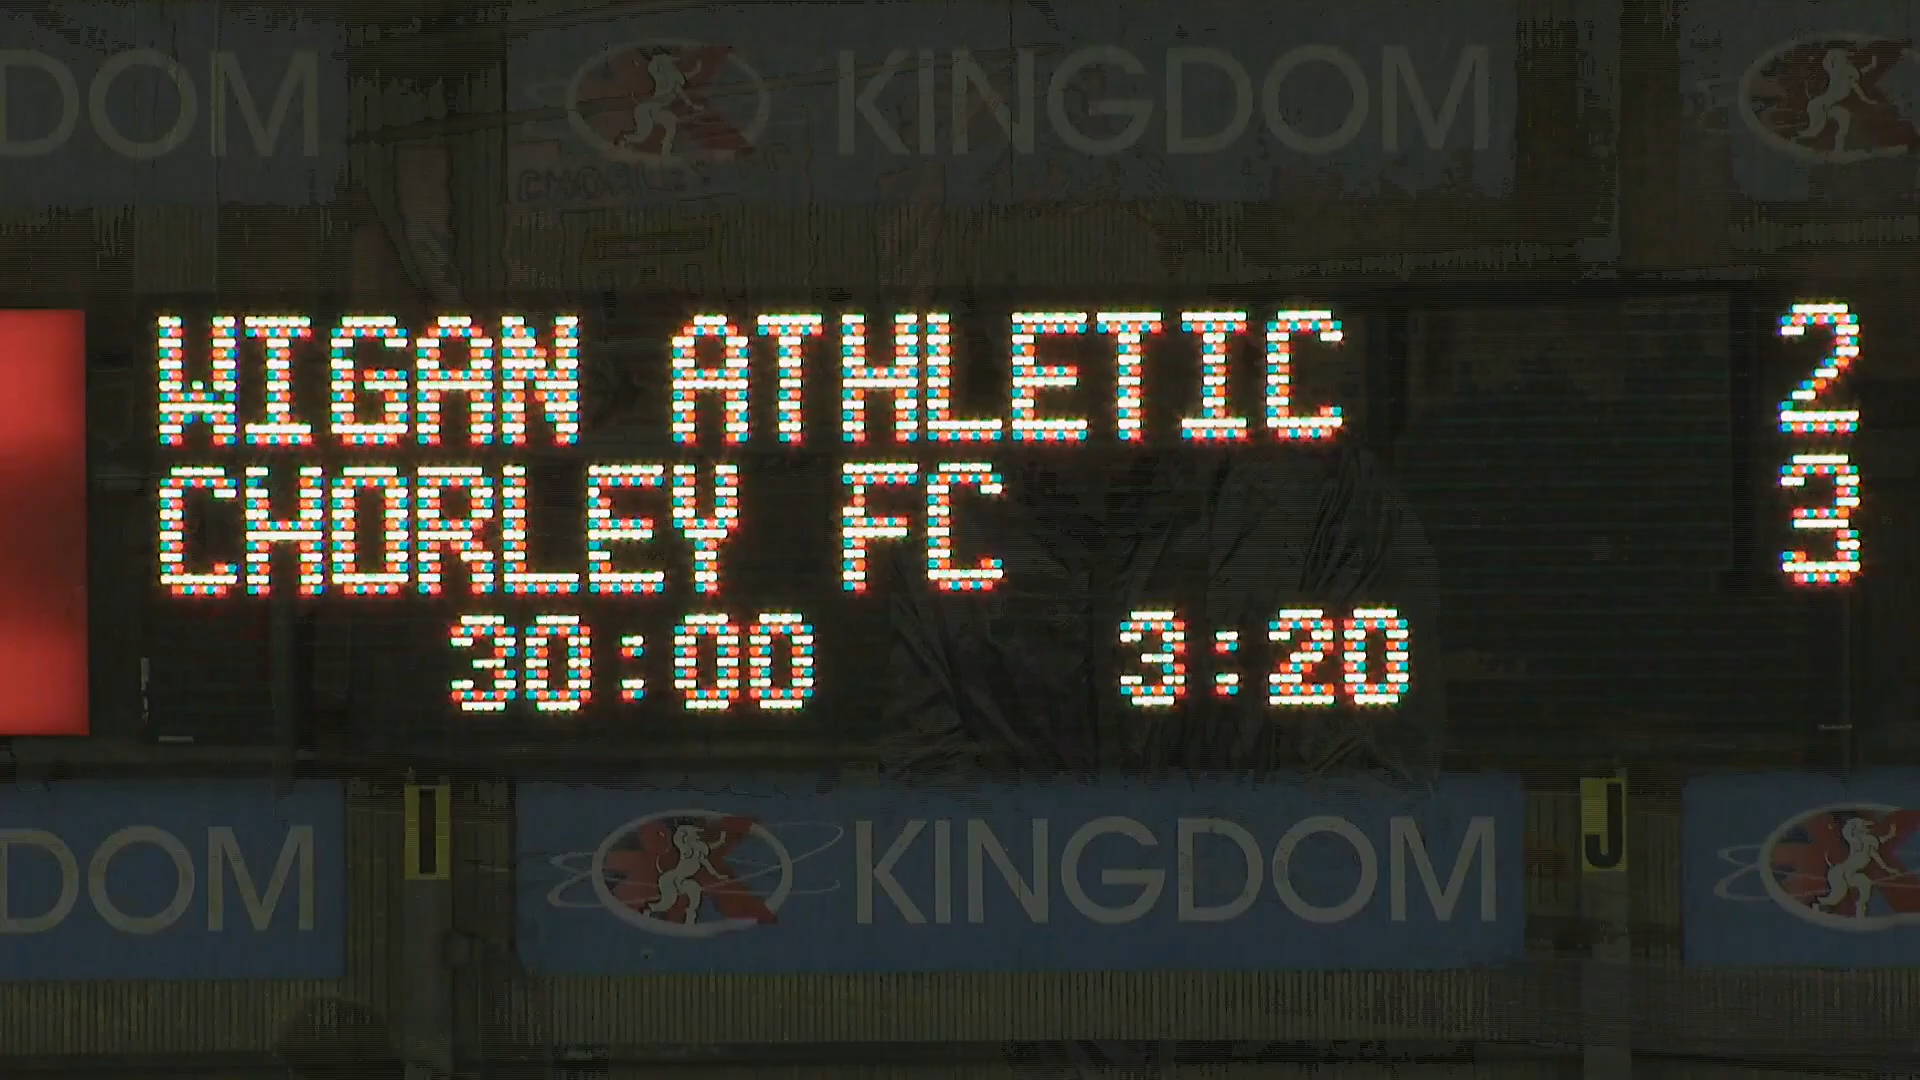 DOM KINGDOM
WIGAN ATHLETIC 2
CHORLEY FC 3
30:00 3:20
I J
DOM KINGDOM